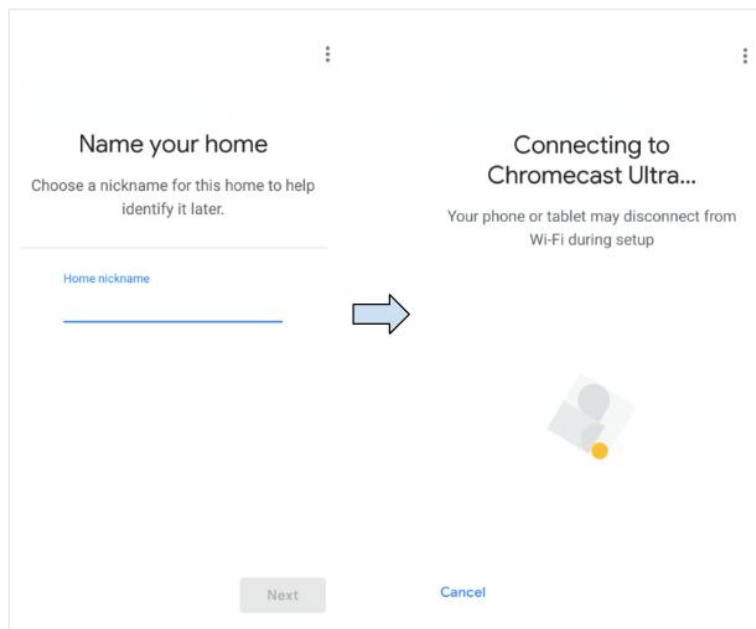 Name your home
Choose a nickname for this home to help
identify it later.
Home nickname
Next
Connecting to
Chromecast Ultra...
Your phone or tablet may disconnect from
Wi-Fi during setup
Cancel